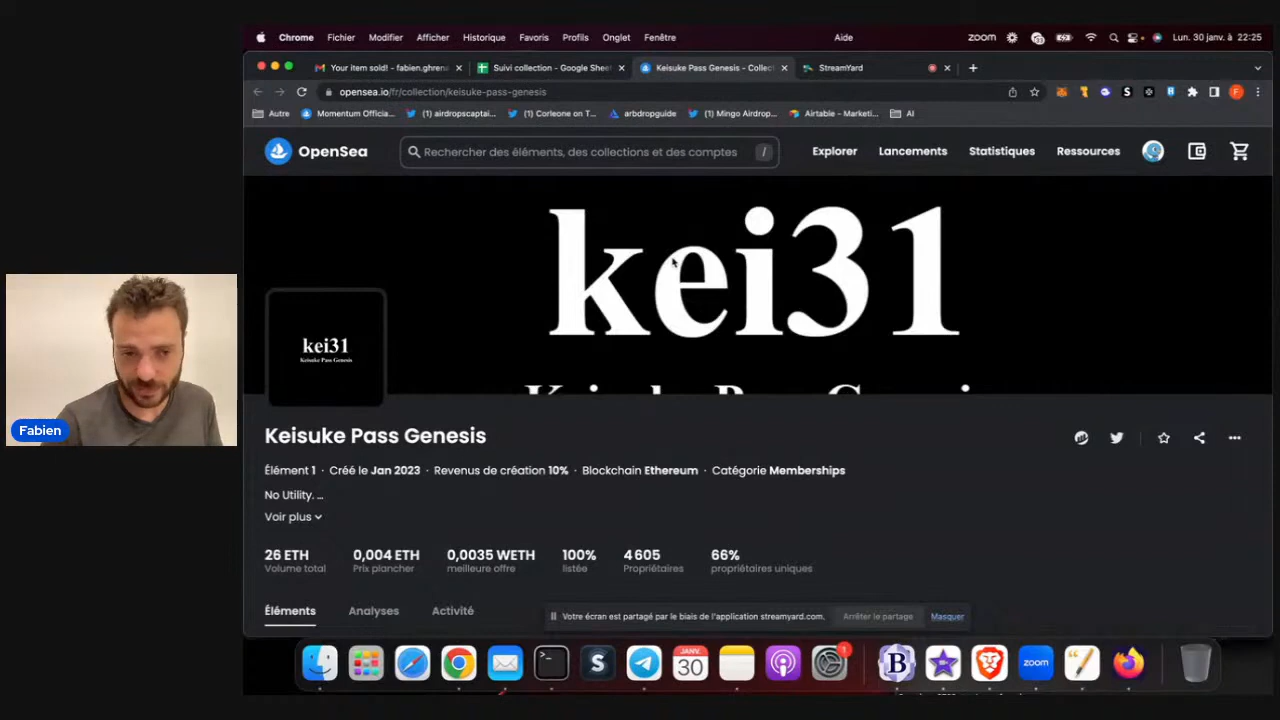 Chrome Fichier Modifier Afficher Historique Favoris Profils Onglet Fenêtre Aide zoom Lun. 30 janv. à 22:25
Your item sold! - fabien.ghrena Suivi collection - Google Sheet Keisuke Pass Genesis - Collec StreamYard
opensea.io/fr/collection/keisuke-pass-genesis
Autre Momentum Officia... (1) airdropscaptai... (1) Corleone on T... arbdropguide (1) Mingo Airdrop... Airtable - Marketi... AI
OpenSea Rechercher des éléments, des collections et des comptes / Explorer Lancements Statistiques Ressources
kei31
kei31
Keisuke Pass Genesis
Fabien
Keisuke Pass Genesis
Élément 1 · Créé le Jan 2023 · Revenus de création 10% · Blockchain Ethereum · Catégorie Memberships
No Utility. ...
Voir plus
26 ETH 0,004 ETH 0,0035 WETH 100% 4 605 66%
Volume total Prix plancher meilleure offre listée Propriétaires propriétaires uniques
Éléments Analyses Activité
Votre écran est partagé par le biais de l'application streamyard.com. Arrêter le partage Masquer
JANV.
30
1
zoom